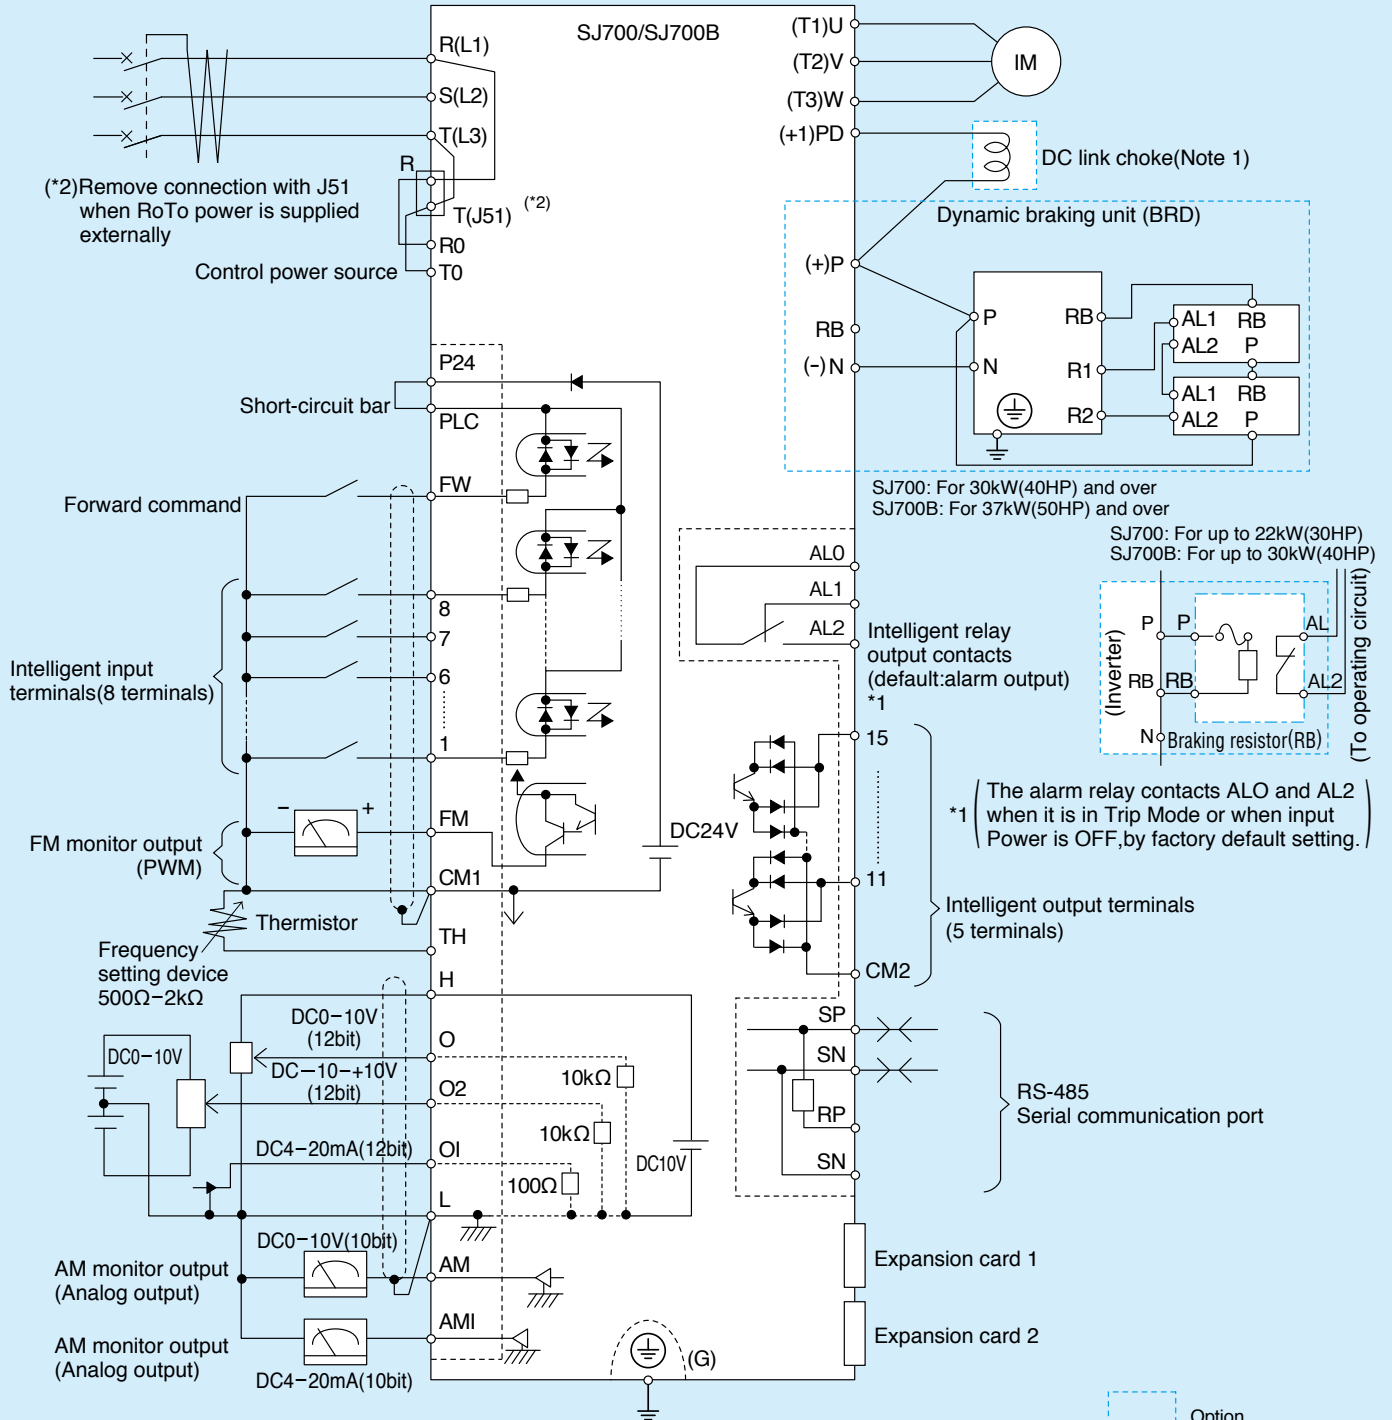 SJ700/SJ700B
R(L1)
S(L2)
T(L3)
R
T(J51) (*2)
R0
T0
(*2)Remove connection with J51
when RoTo power is supplied
externally
Control power source
(T1)U
(T2)V
(T3)W
IM
(+1)PD
DC link choke(Note 1)
Dynamic braking unit (BRD)
(+)P
RB
(-)N
P
N
RB
R1
R2
AL1 RB
AL2 P
AL1 RB
AL2 P
SJ700: For 30kW(40HP) and over
SJ700B: For 37kW(50HP) and over
SJ700: For up to 22kW(30HP)
SJ700B: For up to 30kW(40HP)
(Inverter)
P
P
RB
RB
N
AL
AL2
Braking resistor(RB)
(To operating circuit)
P24
Short-circuit bar
PLC
Forward command
FW
8
7
6
1
Intelligent input
terminals(8 terminals)
FM monitor output
(PWM)
−
+
FM
CM1
DC24V
Thermistor
TH
Frequency
setting device
500Ω−2kΩ
AL0
AL1
AL2
Intelligent relay
output contacts
(default:alarm output)
*1
*1 ( The alarm relay contacts ALO and AL2
when it is in Trip Mode or when input
Power is OFF,by factory default setting. )
15
11
CM2
Intelligent output terminals
(5 terminals)
H
DC0−10V
(12bit)
O
DC0−10V
DC−10−+10V
(12bit)
O2
10kΩ
10kΩ
DC4−20mA(12bit)
OI
100Ω
DC10V
L
DC0−10V(10bit)
AM monitor output
(Analog output)
AM
AM monitor output
(Analog output)
AMI
DC4−20mA(10bit)
(G)
SP
SN
RP
SN
RS-485
Serial communication port
Expansion card 1
Expansion card 2
Option